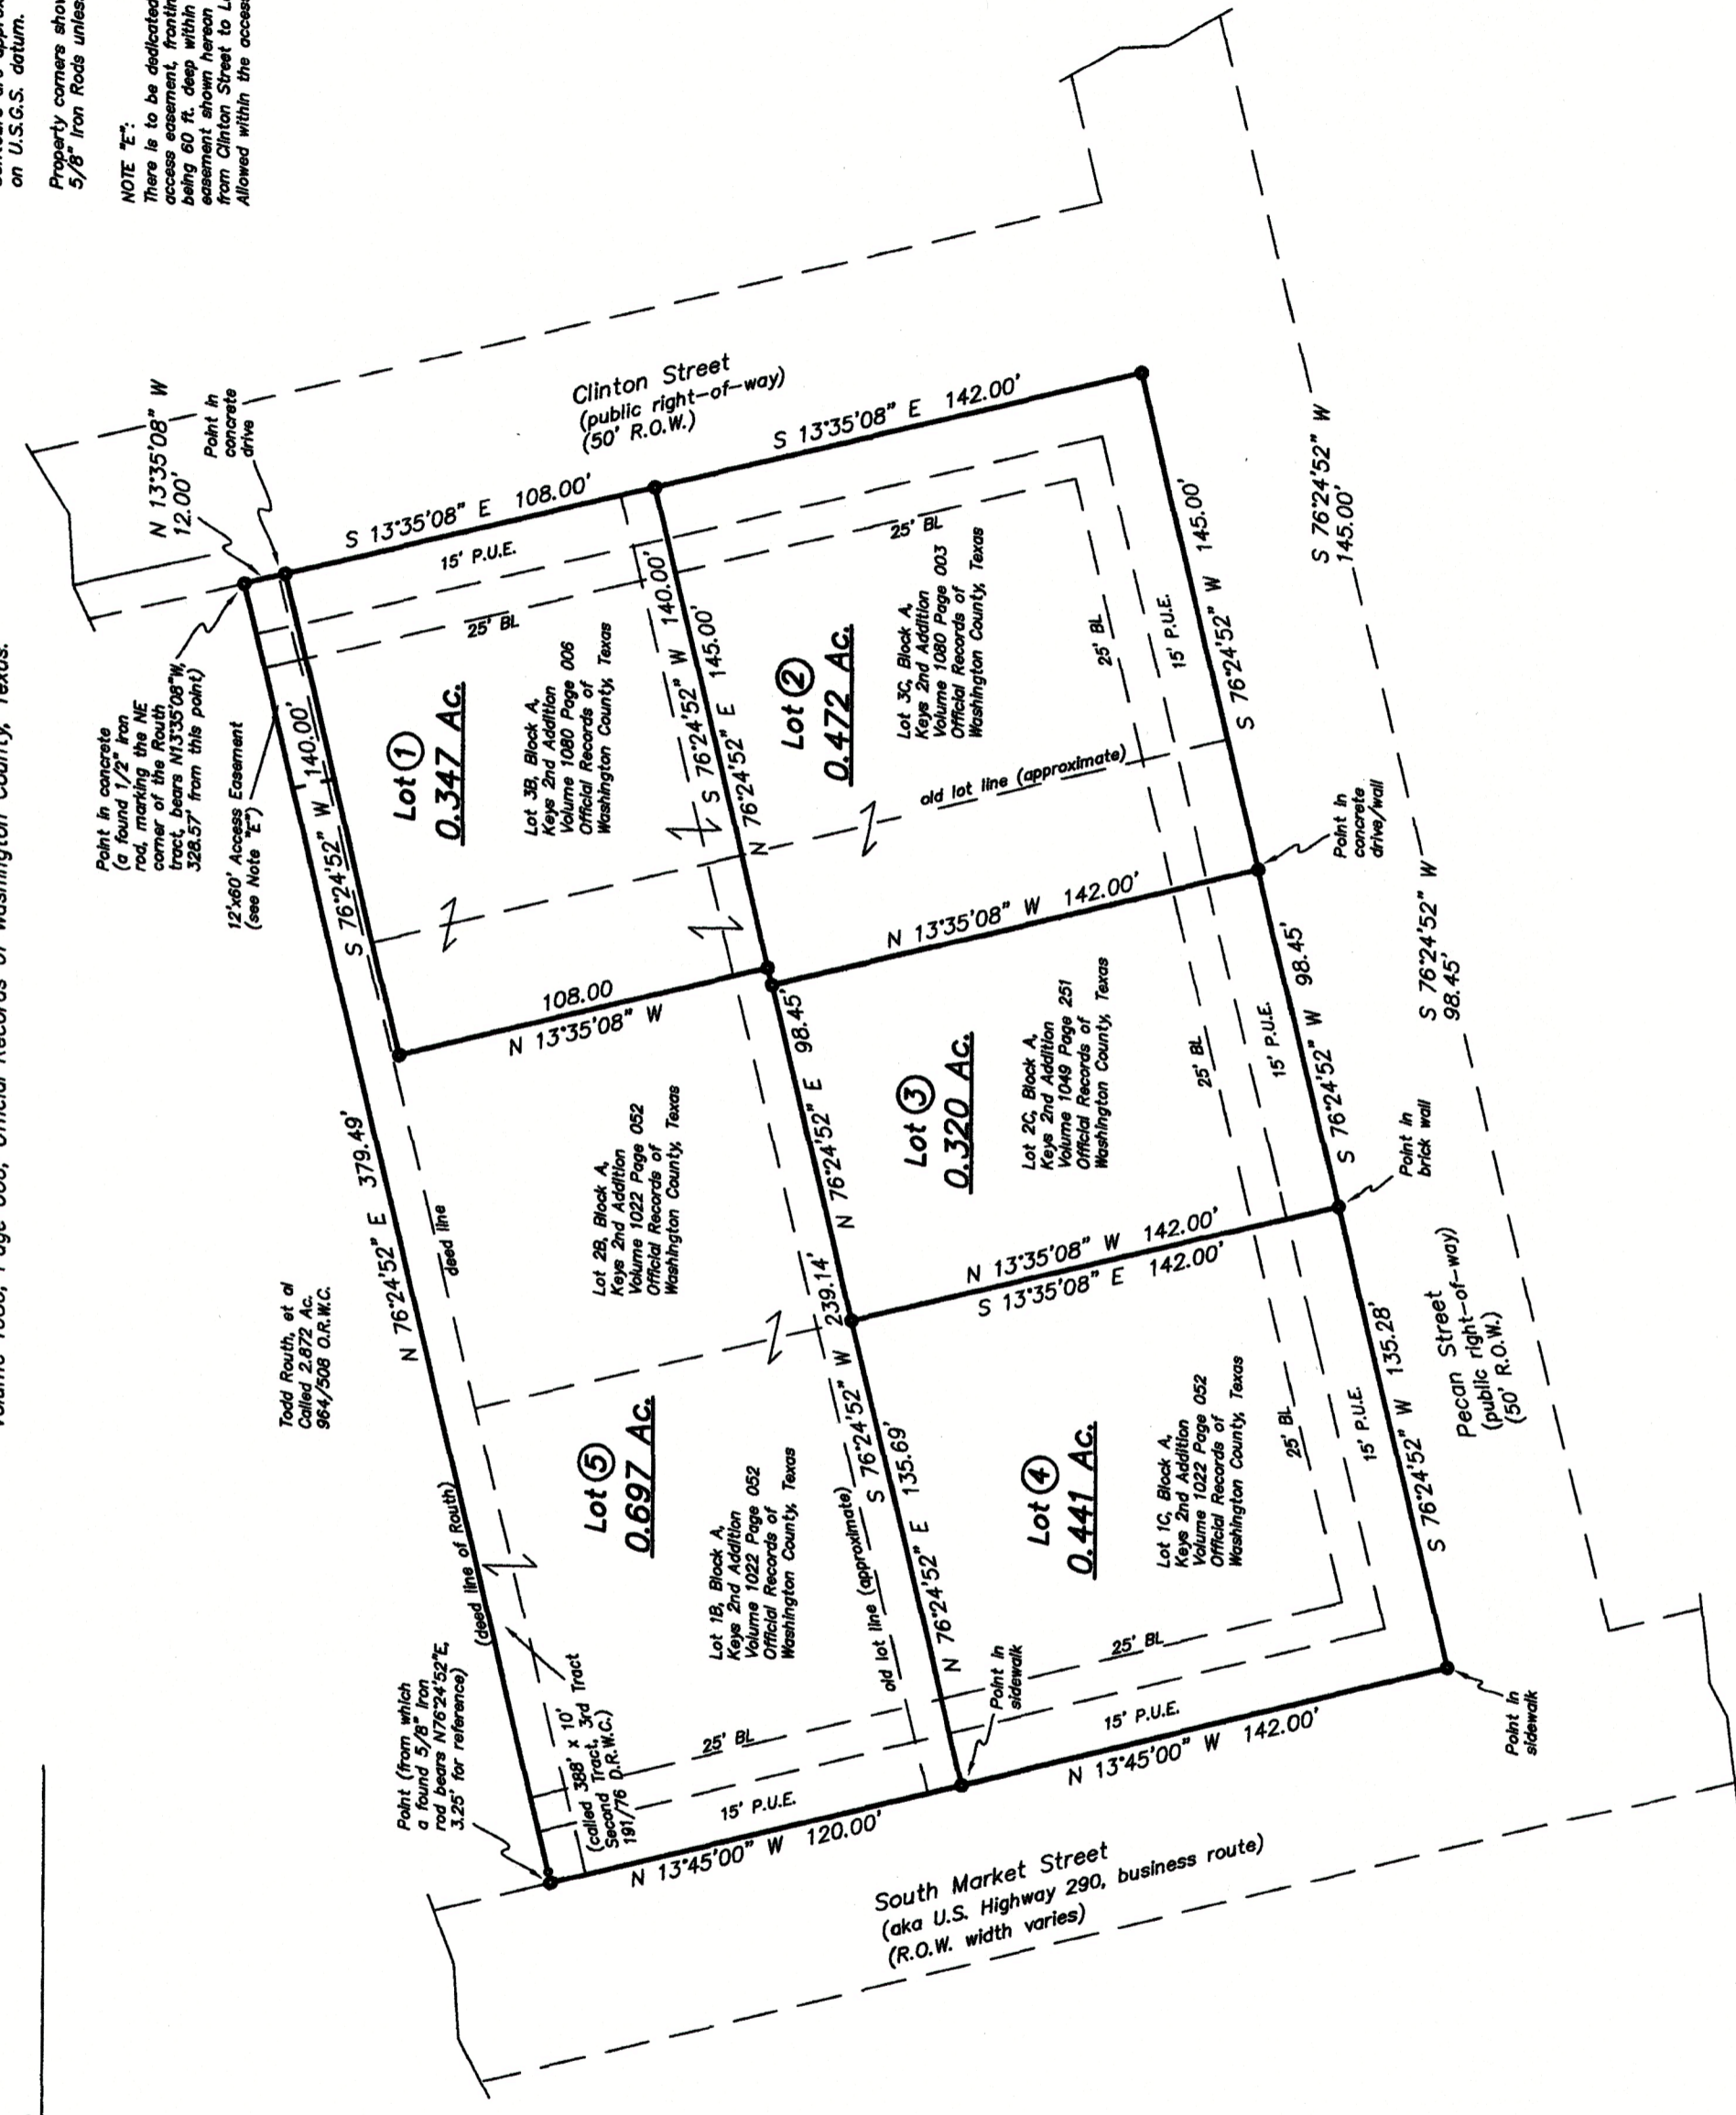 on U.S.G.S. datum.
Property corners
5/8" Iron Rods
NOTE "E":
There is to be dedicated
access easement,
being 60 ft. deep within
easement shown hereon
from Clinton Street to
Allowed within the
N 13°35'08" W
12.00'
Point in
concrete
drive
Point in concrete
(a found 1/2" iron
rod, marking the NE
corner of the Routh
tract, bears N13°35'08"W,
328.57' from this point)
12'x60' Access Easement
(see Note "E")
Clinton Street
(public right-of-way)
(50' R.O.W.)
S 13°35'08" E 108.00'
15' P.U.E.
25' BL
S 13°35'08" E 142.00'
25' BL
S 76°24'52" W 140.00'
Lot 1
0.347 Ac.
Lot 3B, Block A,
Keys 2nd Addition
Volume 1080 Page 006
Official Records of
Washington County, Texas
S 76°24'52" W 140.00'
N 76°24'52" E 145.00'
Lot 2
0.472 Ac.
Lot 3C, Block A,
Keys 2nd Addition
Volume 1080 Page 003
Official Records of
Washington County, Texas
old lot line (approximate)
25' BL
15' P.U.E.
S 76°24'52" W 145.00'
S 76°24'52" W
145.00'
Point in
concrete
drive/wall
N 13°35'08" W 142.00'
108.00
N 13°35'08" W
N 76°24'52" E 379.49'
deed line
Todd Routh, et al
Called 2.872 Ac.
964/508 O.R.W.C.
Lot 2B, Block A,
Keys 2nd Addition
Volume 1022 Page 052
Official Records of
Washington County, Texas
N 76°24'52" E 98.45'
Lot 3
0.320 Ac.
Lot 2C, Block A,
Keys 2nd Addition
Volume 1049 Page 251
Official Records of
Washington County, Texas
25' BL
15' P.U.E.
S 76°24'52" W 98.45'
S 76°24'52" W
98.45'
Point in
brick wall
N 13°35'08" W 142.00'
S 13°35'08" E 142.00'
S 76°24'52" W 239.14'
(deed line of Routh)
Lot 5
0.697 Ac.
Lot 1B, Block A,
Keys 2nd Addition
Volume 1022 Page 052
Official Records of
Washington County, Texas
old lot line (approximate)
N 76°24'52" E 135.69'
Lot 4
0.441 Ac.
Lot 1C, Block A,
Keys 2nd Addition
Volume 1022 Page 052
Official Records of
Washington County, Texas
25' BL
15' P.U.E.
S 76°24'52" W 135.28'
Pecan Street
(public right-of-way)
(50' R.O.W.)
Point (from which
a found 5/8" iron
rod bears N76°24'52"E,
3.25' for reference)
(called 388' x 10'
Second Tract, 3rd Tract
191/76 D.R.W.C.)
25' BL
15' P.U.E.
N 13°45'00" W 120.00'
Point in
sidewalk
25' BL
15' P.U.E.
N 13°45'00" W 142.00'
Point in
sidewalk
South Market Street
(aka U.S. Highway 290, business route)
(R.O.W. width varies)